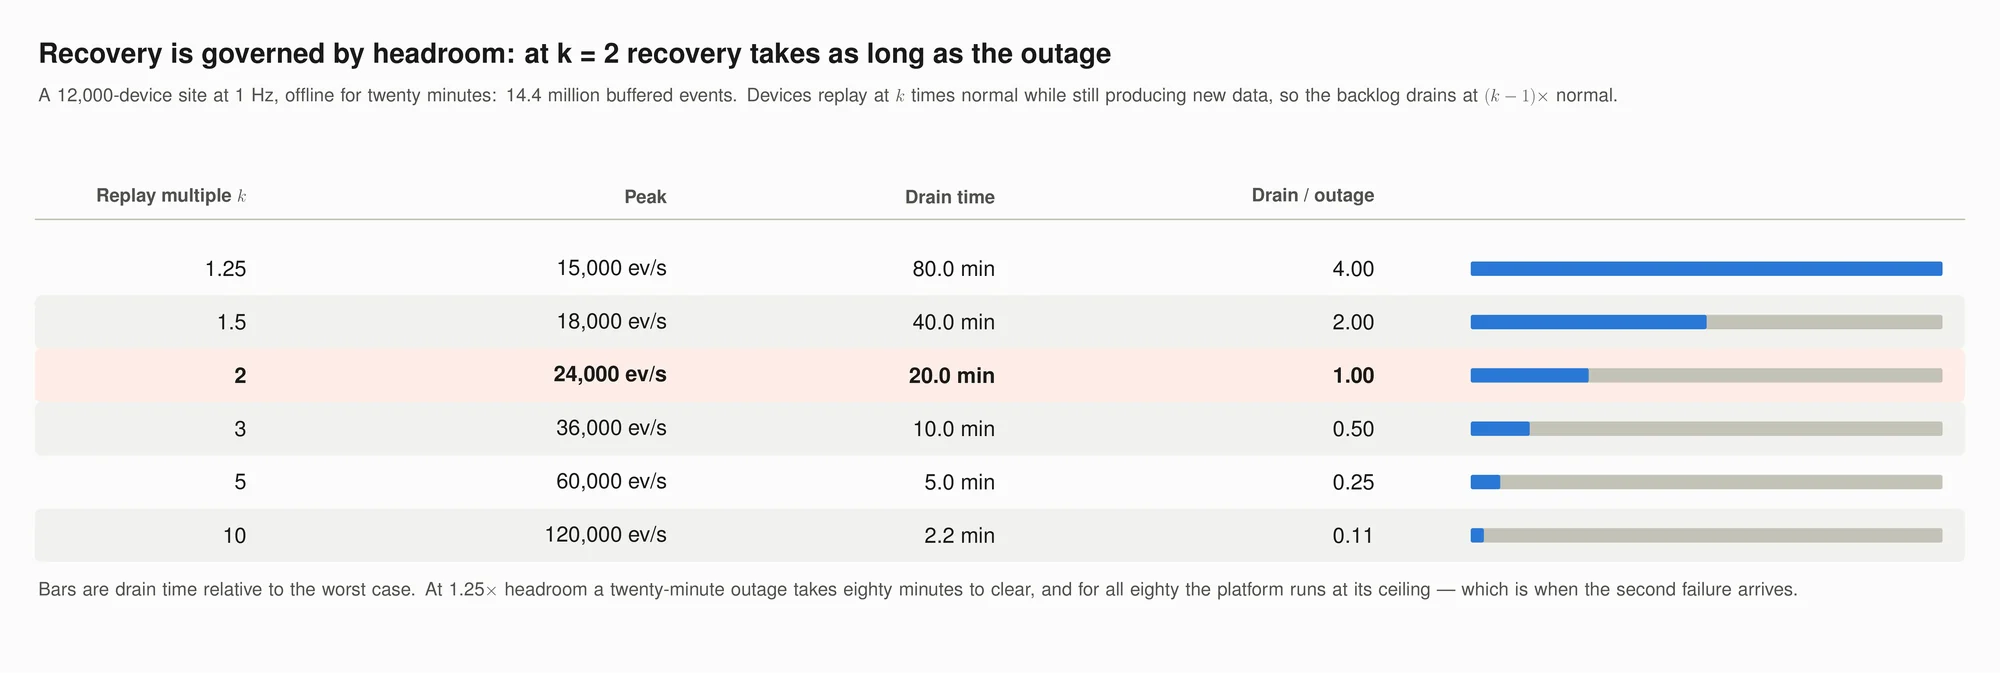 Recovery is governed by headroom: at k = 2 recovery takes as long as the outage
A 12,000-device site at 1 Hz, offline for twenty minutes: 14.4 million buffered events. Devices replay at k times normal while still producing new data, so the backlog drains at (k − 1)× normal.
Replay multiple k Peak Drain time Drain / outage
1.25 15,000 ev/s 80.0 min 4.00
1.5 18,000 ev/s 40.0 min 2.00
2 24,000 ev/s 20.0 min 1.00
3 36,000 ev/s 10.0 min 0.50
5 60,000 ev/s 5.0 min 0.25
10 120,000 ev/s 2.2 min 0.11
Bars are drain time relative to the worst case. At 1.25× headroom a twenty-minute outage takes eighty minutes to clear, and for all eighty the platform runs at its ceiling — which is when the second failure arrives.